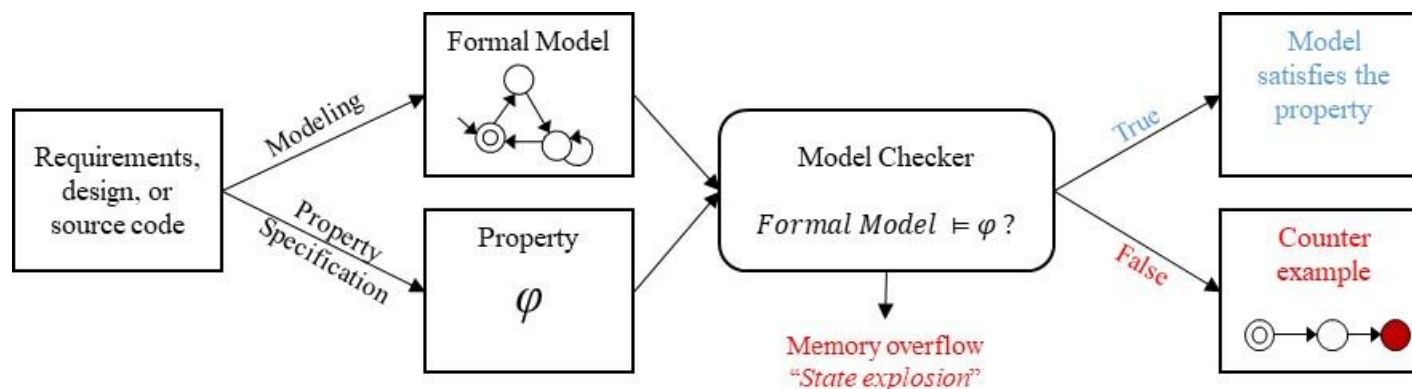 Requirements,
design, or
source code
Modeling
Property
Specification
Formal Model
Property
φ
Model Checker
Formal Model ⊨ φ ?
Memory overflow
“State explosion”
True
False
Model
satisfies the
property
Counter
example